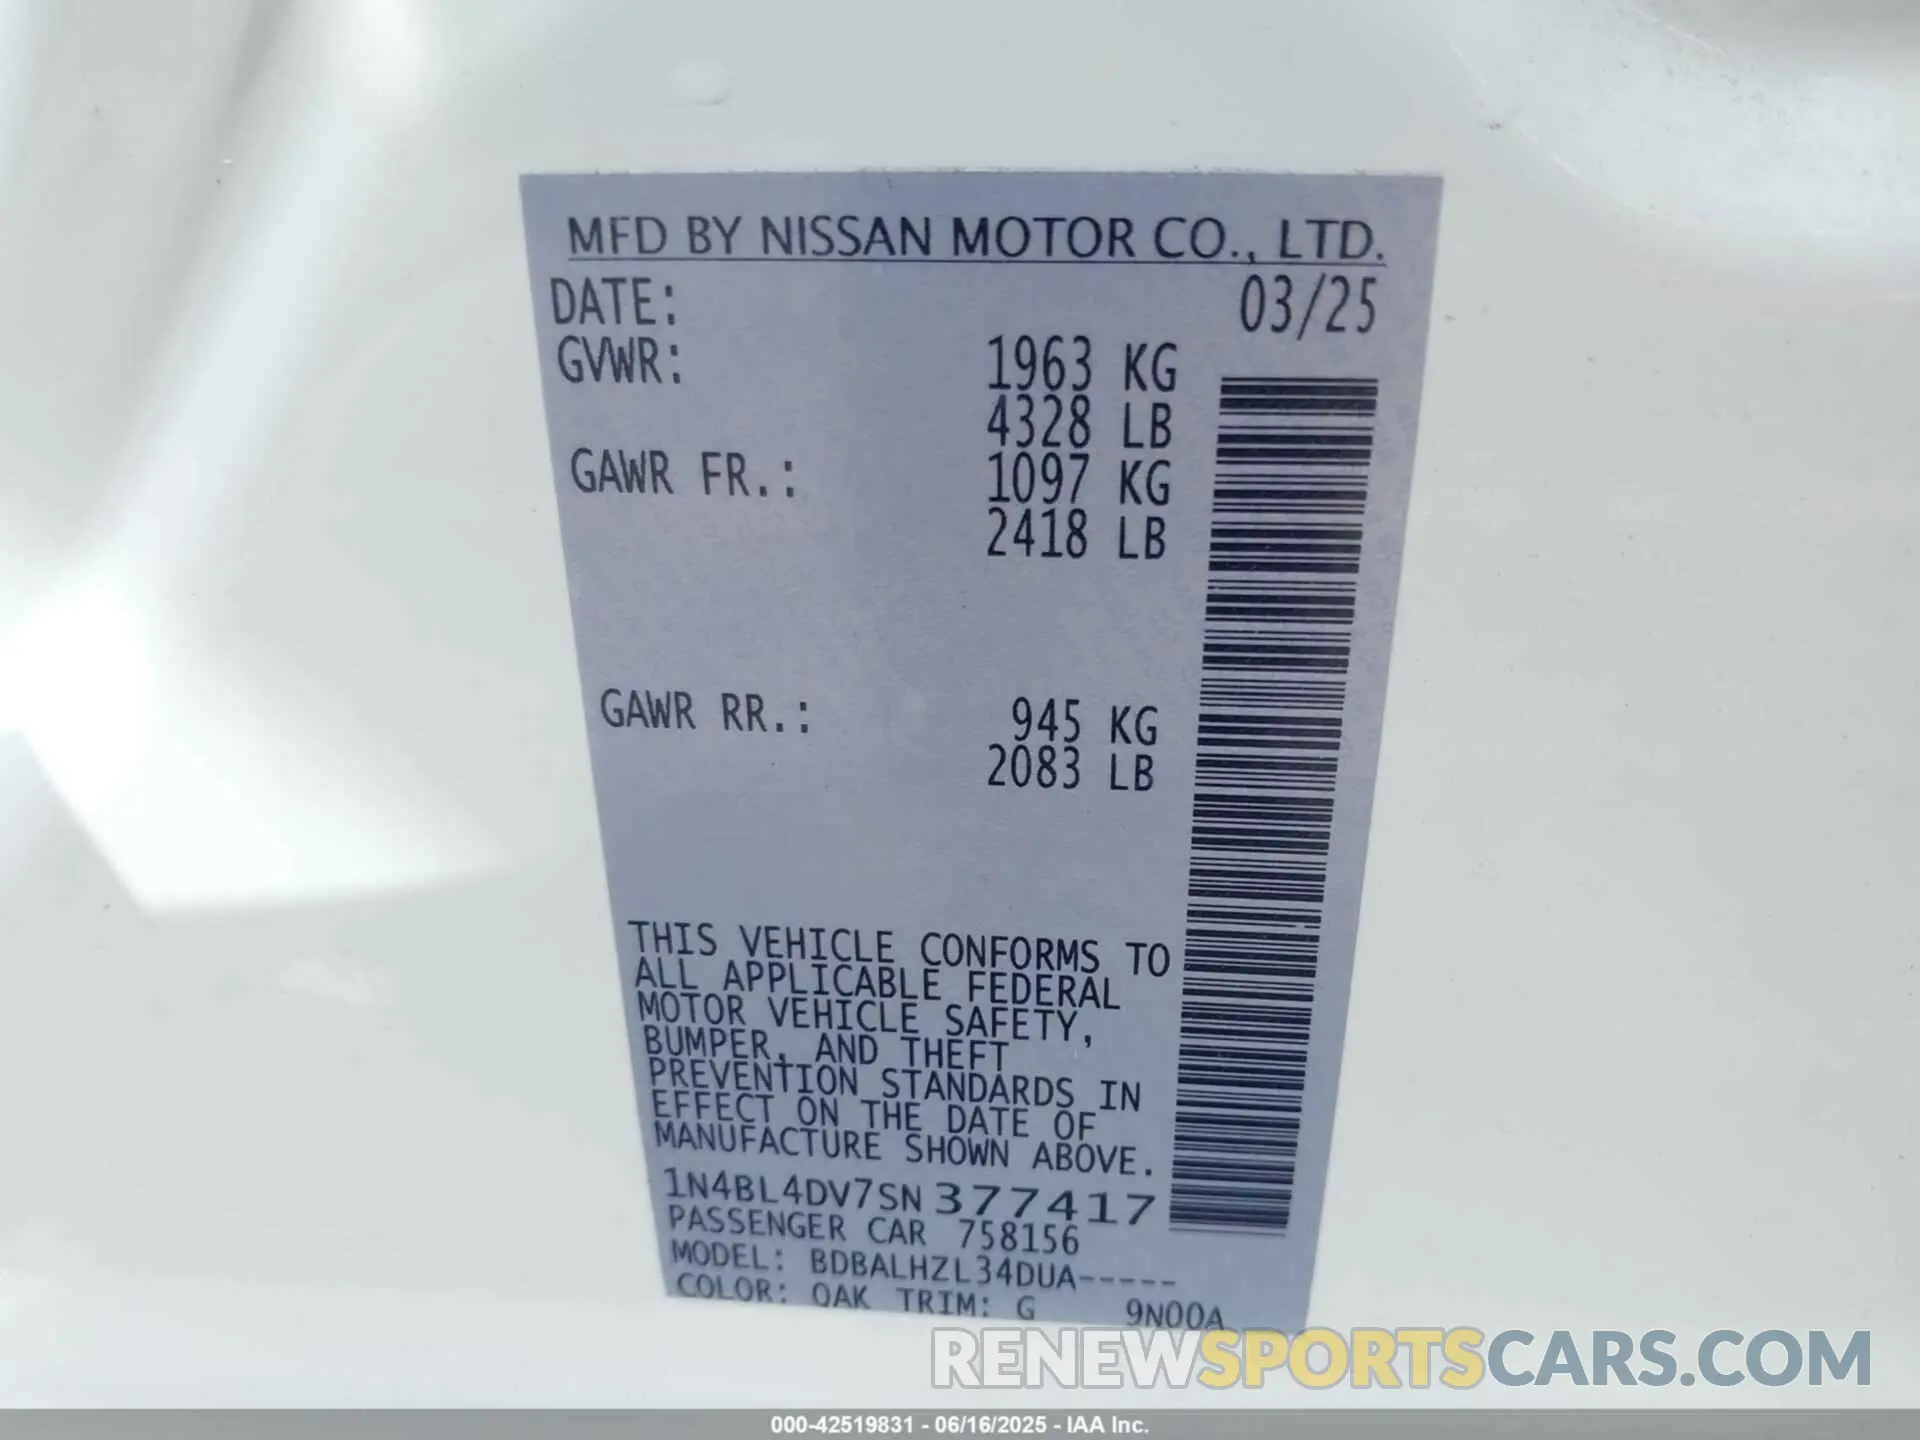 MFD BY NISSAN MOTOR CO., LTD.
DATE: 03/25
GVWR: 1963 KG
4328 LB
GAWR FR.: 1097 KG
2418 LB
GAWR RR.: 945 KG
2083 LB
THIS VEHICLE CONFORMS TO
ALL APPLICABLE FEDERAL
MOTOR VEHICLE SAFETY,
BUMPER, AND THEFT
PREVENTION STANDARDS IN
EFFECT ON THE DATE OF
MANUFACTURE SHOWN ABOVE.
1N4BL4DV7SN377417
PASSENGER CAR 758156
MODEL: BDBALHZL34DUA-----
COLOR: QAK TRIM: G 9N00A
RENEWSPORTSCARS.COM
000-42519831 - 06/16/2025 - IAA Inc.